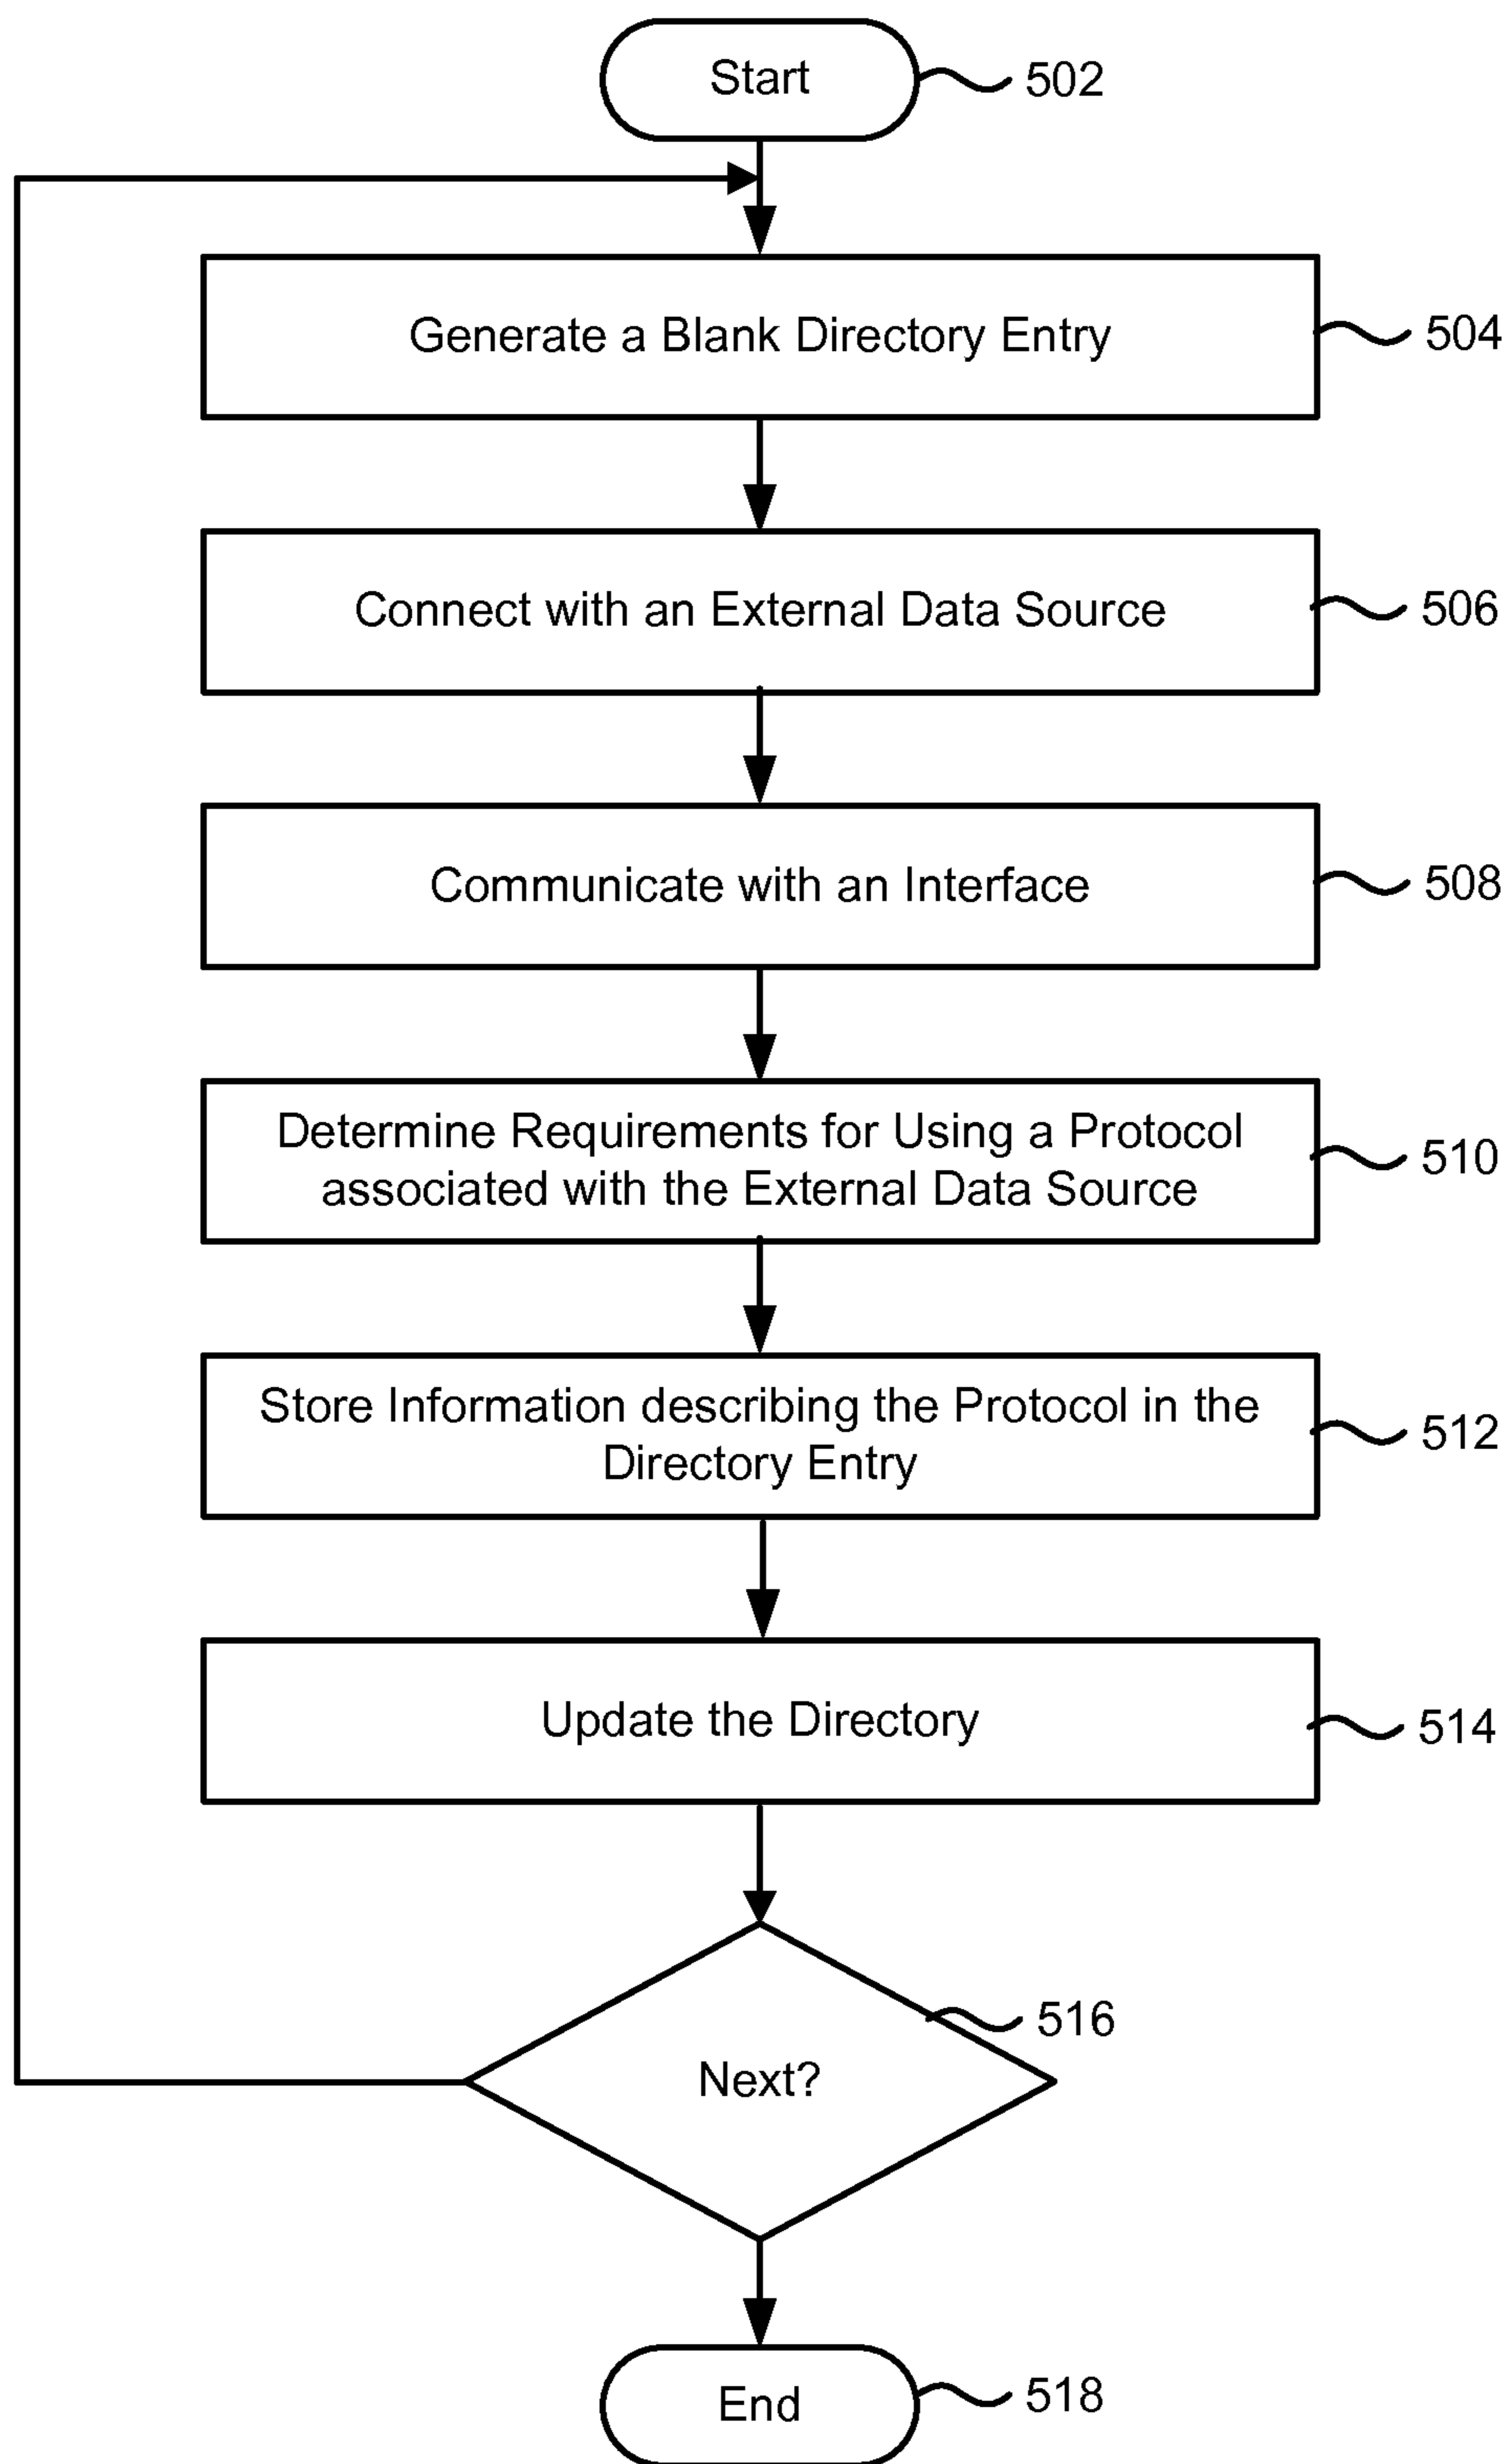 Start
502
Generate a Blank Directory Entry
504
Connect with an External Data Source
506
Communicate with an Interface
508
Determine Requirements for Using a Protocol
associated with the External Data Source
510
Store Information describing the Protocol in the
Directory Entry
512
Update the Directory
514
516
Next?
End
518